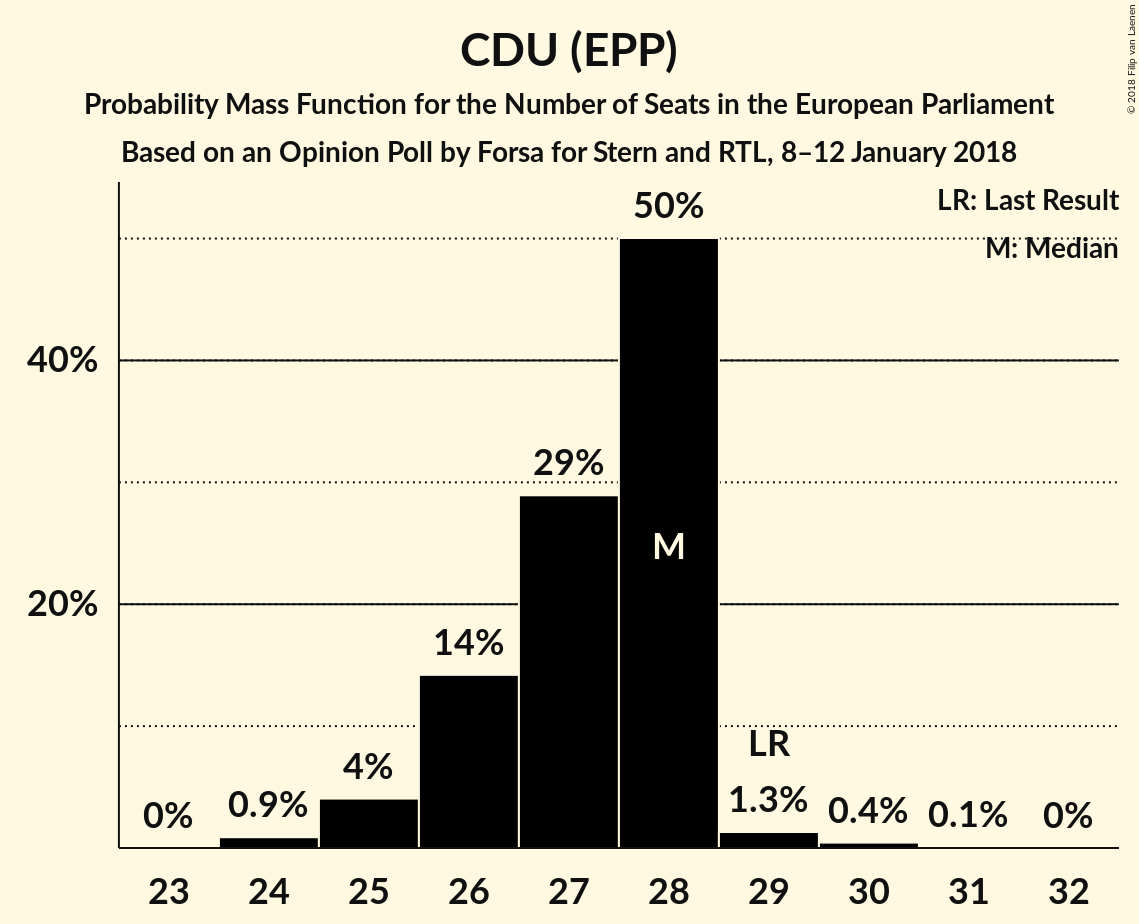 CDU (EPP)
Probability Mass Function for the Number of Seats in the European Parliament
Based on an Opinion Poll by Forsa for Stern and RTL, 8–12 January 2018
© 2018 Filip van Laenen
LR: Last Result
M: Median
40%
20%
0%
0.9%
4%
14%
29%
50%
M
LR
1.3%
0.4%
0.1%
0%
23 24 25 26 27 28 29 30 31 32